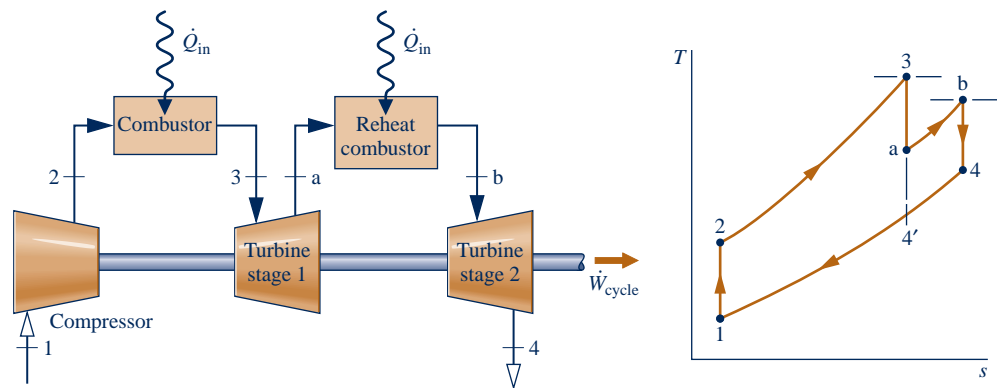 Q̇in
Q̇in
Combustor
Reheat
combustor
2
3
a
b
Turbine
stage 1
Turbine
stage 2
Ẇcycle
Compressor
1
4
T
3
b
a
4
2
4′
1
s